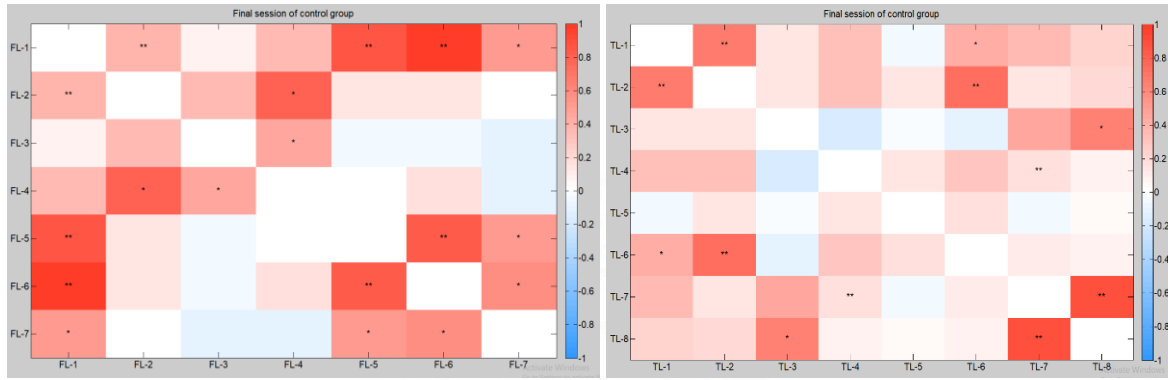 Final session of control group
FL-1 ** ** ** * 1
0.8
FL-2 ** * 0.6
0.4
FL-3 * 0.2
FL-4 * * 0
-0.2
FL-5 ** ** * -0.4
FL-6 ** ** * -0.6
-0.8
FL-7 * * * -1
FL-1 FL-2 FL-3 FL-4 FL-5 FL-6 FL-7
Activate Windows
Final session of control group
TL-1 ** * 1
0.8
TL-2 ** ** 0.6
TL-3 * 0.4
0.2
TL-4 ** 0
TL-5 -0.2
TL-6 * ** -0.4
-0.6
TL-7 ** ** -0.8
TL-8 * ** -1
TL-1 TL-2 TL-3 TL-4 TL-5 TL-6 TL-7 TL-8
Activate Windows